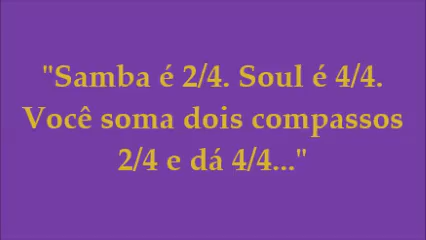 "Samba é 2/4. Soul é 4/4.
Você soma dois compassos
2/4 e dá 4/4..."